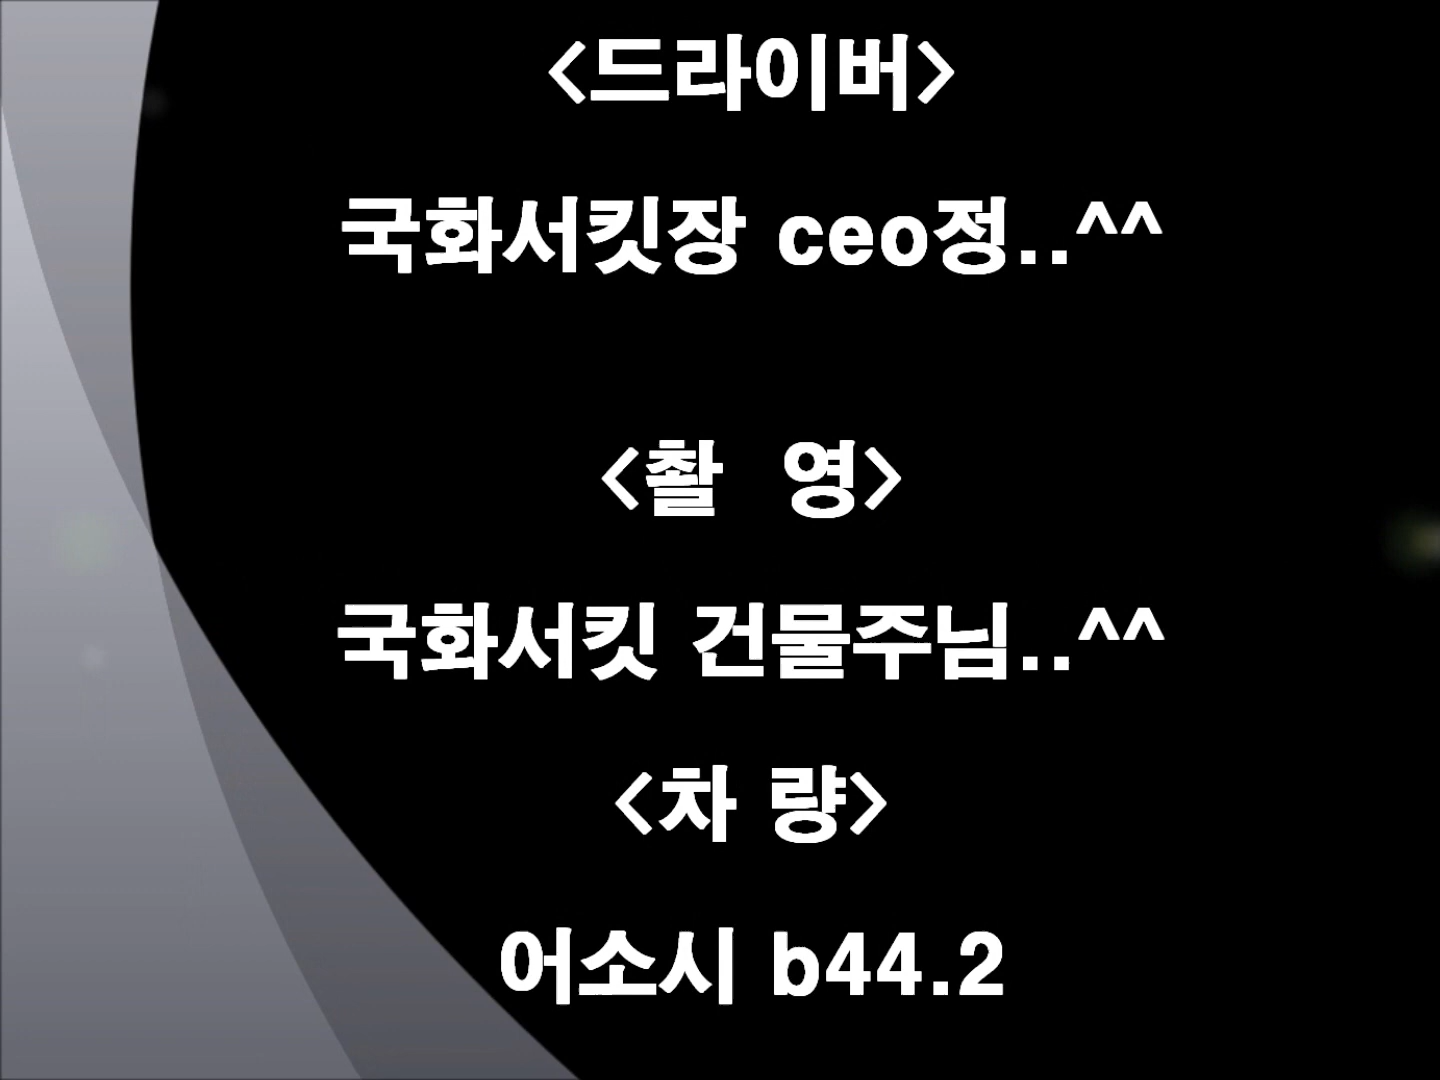 <드라이버>
국화서킷장 ceo정..^^
<촬  영>
국화서킷 건물주님..^^
<차 량>
어소시 b44.2